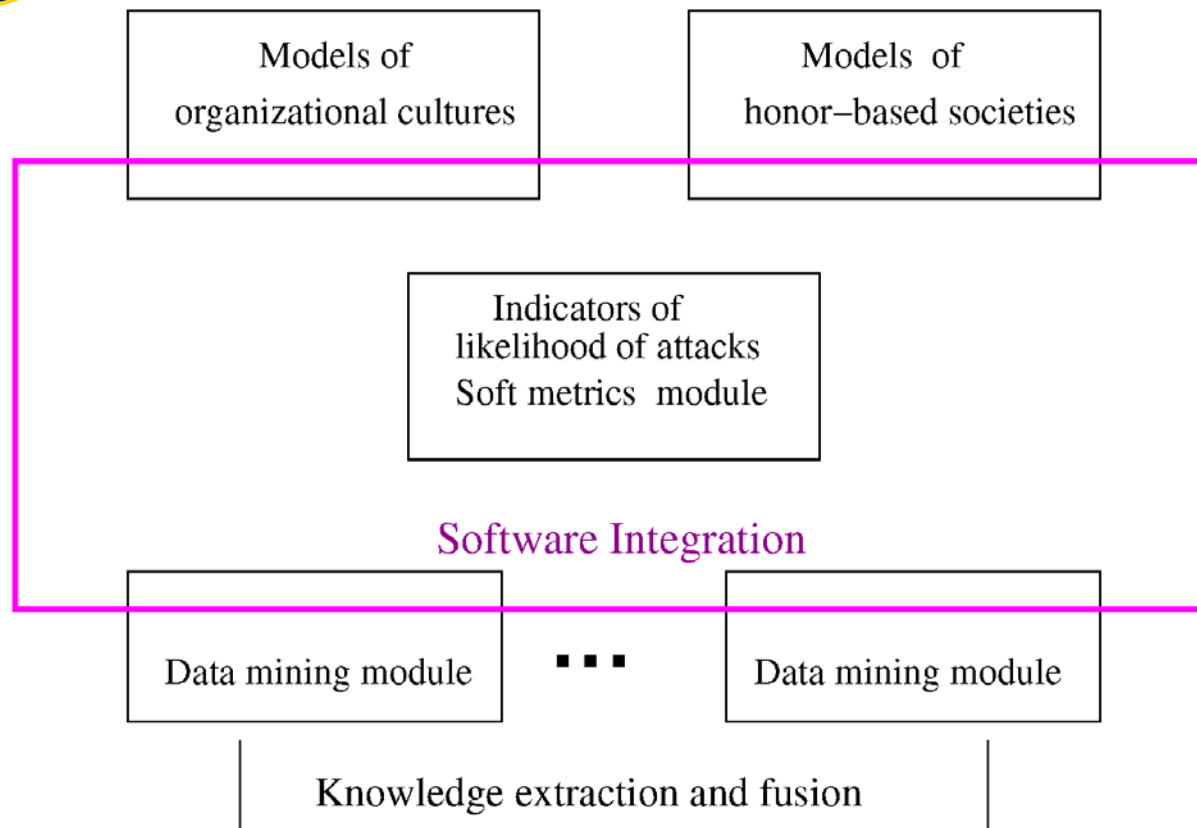 Models of
organizational cultures
Models of
honor−based societies
Indicators of
likelihood of attacks
Soft metrics module
Software Integration
Data mining module
...
Data mining module
Knowledge extraction and fusion